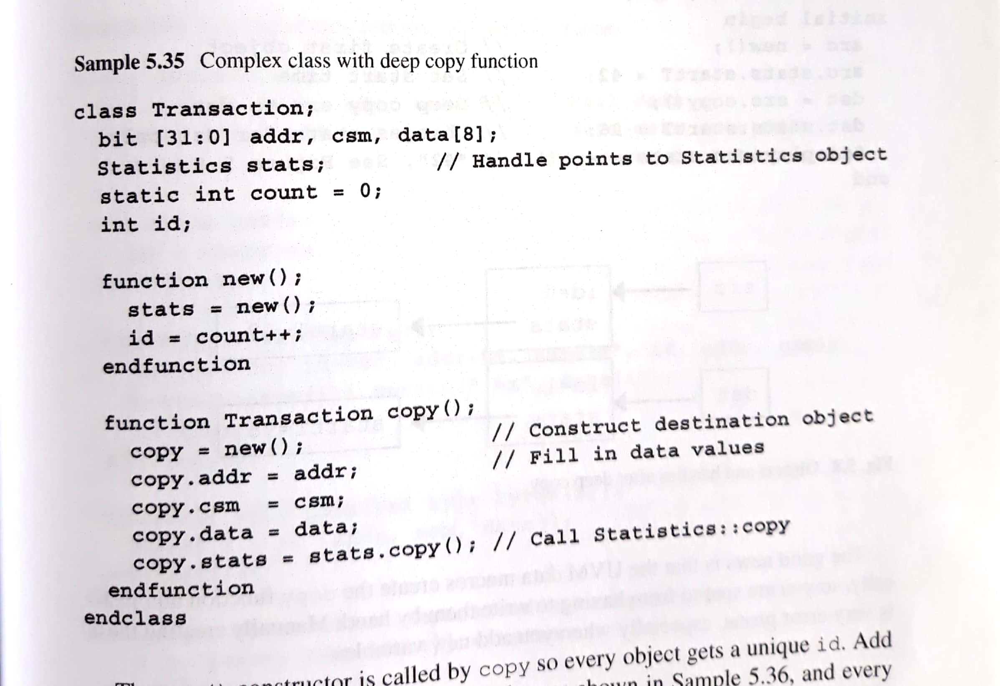 Sample 5.35 Complex class with deep copy function
class Transaction;
bit [31:0] addr, csm, data[8];
Statistics stats; // Handle points to Statistics object
static int count = 0;
int id;
function new();
stats = new();
id = count++;
endfunction
function Transaction copy();
copy = new(); // Construct destination object
copy.addr = addr; // Fill in data values
copy.csm = csm;
copy.data = data;
copy.stats = stats.copy(); // Call Statistics::copy
endfunction
endclass
constructor is called by copy so every object gets a unique id. Add
shown in Sample 5.36, and every